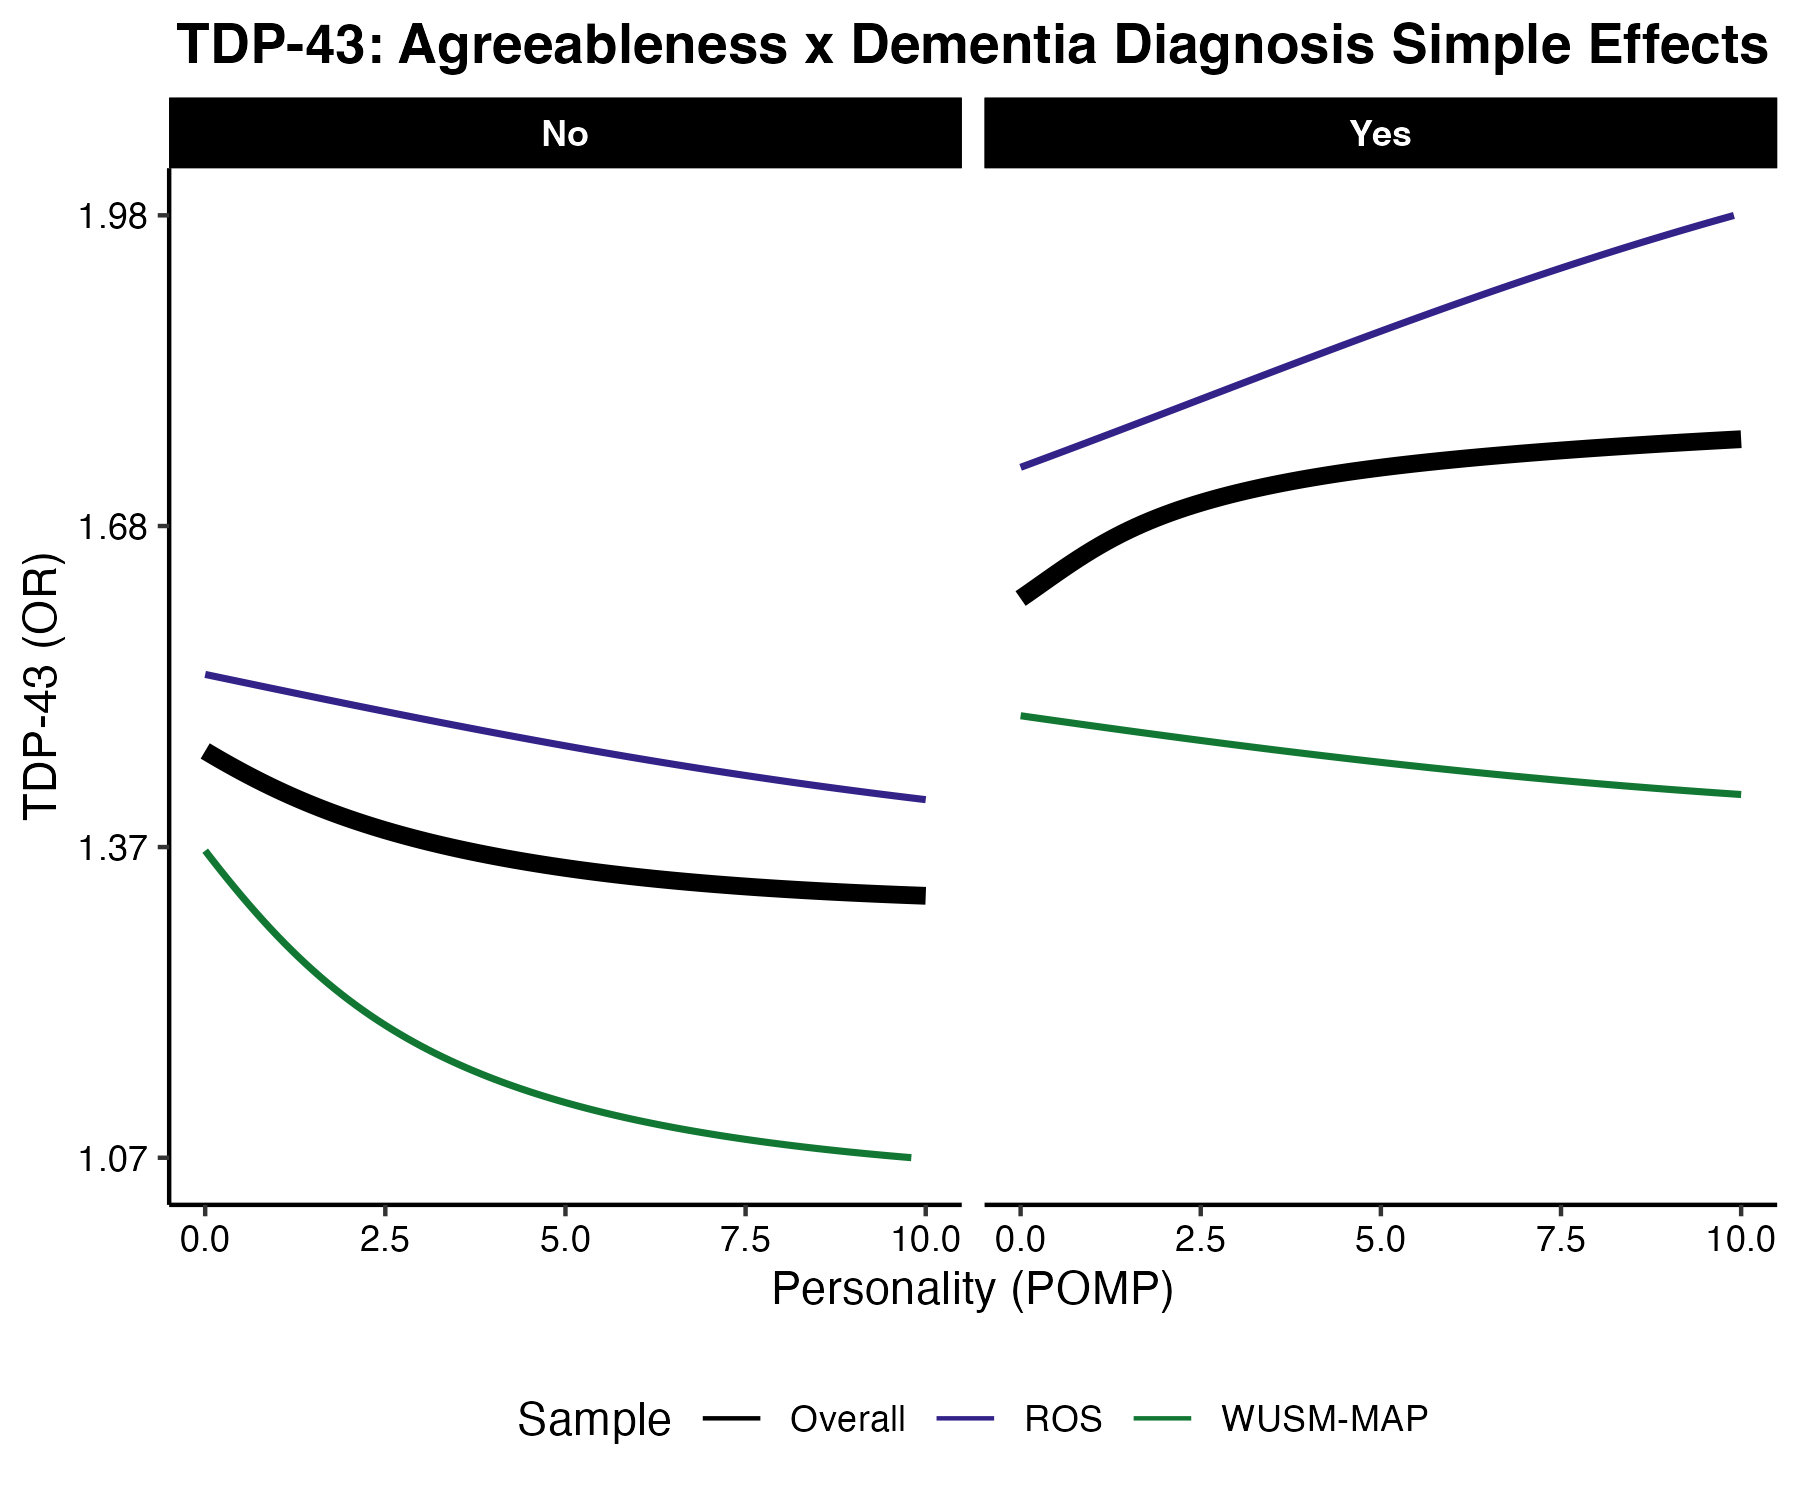 TDP-43: Agreeableness x Dementia Diagnosis Simple Effects
No Yes
1.98
1.68
1.37
1.07
TDP-43 (OR)
0.0 2.5 5.0 7.5 10.0 0.0 2.5 5.0 7.5 10.0
Personality (POMP)
Sample Overall ROS WUSM-MAP